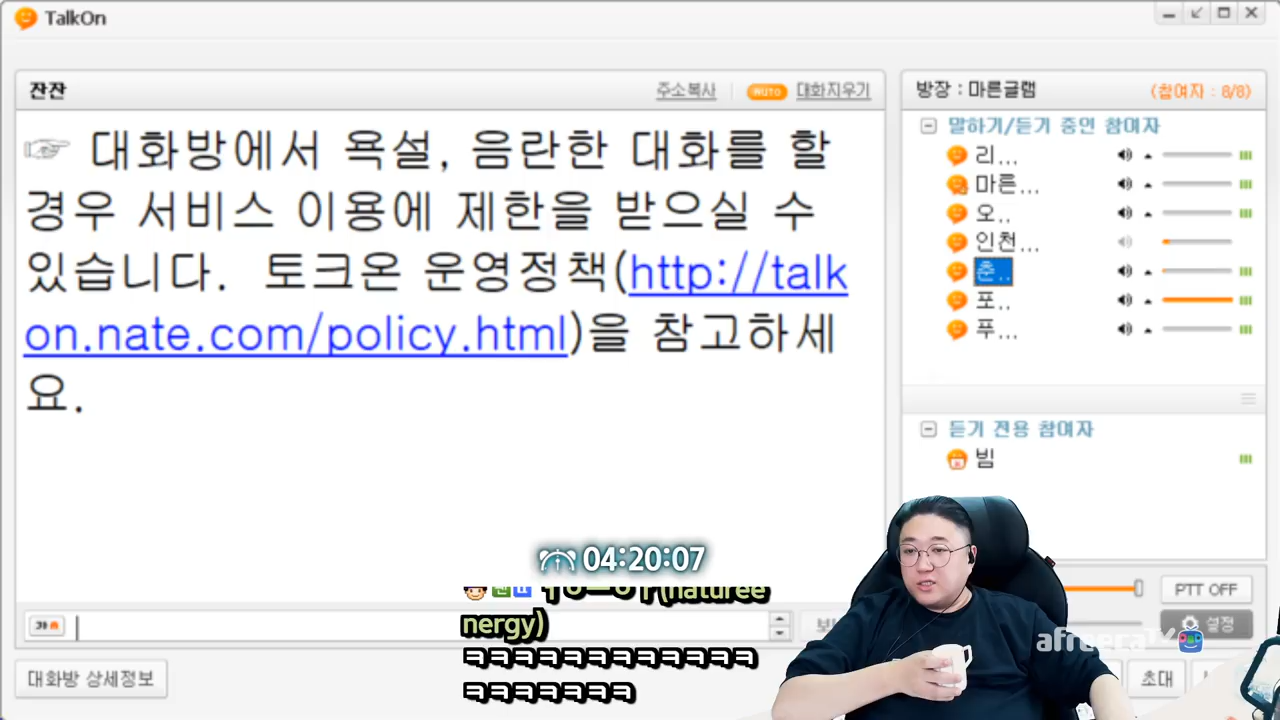 TalkOn
잔잔
주소복사
AUTO 대화지우기
☞ 대화방에서 욕설, 음란한 대화를 할
경우 서비스 이용에 제한을 받으실 수
있습니다. 토크온 운영정책(http://talk
on.nate.com/policy.html)을 참고하세
요.
방장 : 마른글램
(참여자 : 8/8)
말하기/듣기 중인 참여자
리...
마른...
오..
인천...
춘..
포..
푸...
듣기 전용 참여자
빔
04:20:07
(naturee
nergy)
ㅋㅋㅋㅋㅋㅋㅋㅋㅋㅋㅋㅋ
ㅋㅋㅋㅋㅋㅋㅋ
PTT OFF
설정
afreecaTV
대화방 상세정보
초대